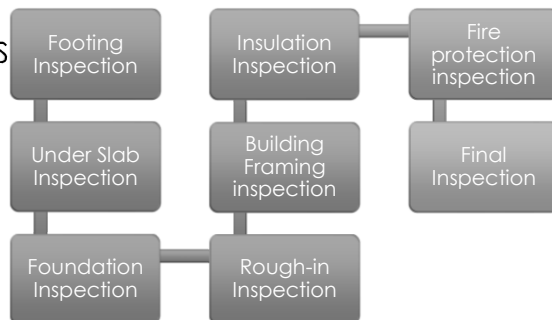 s
Footing
Inspection
Under Slab
Inspection
Foundation
Inspection
Rough-in
Inspection
Building
Framing
inspection
Insulation
Inspection
Fire
protection
inspection
Final
Inspection